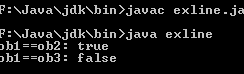 F:\Java\jdk\bin>javac exline.ja
F:\Java\jdk\bin>java exline
ob1==ob2: true
ob1==ob3: false